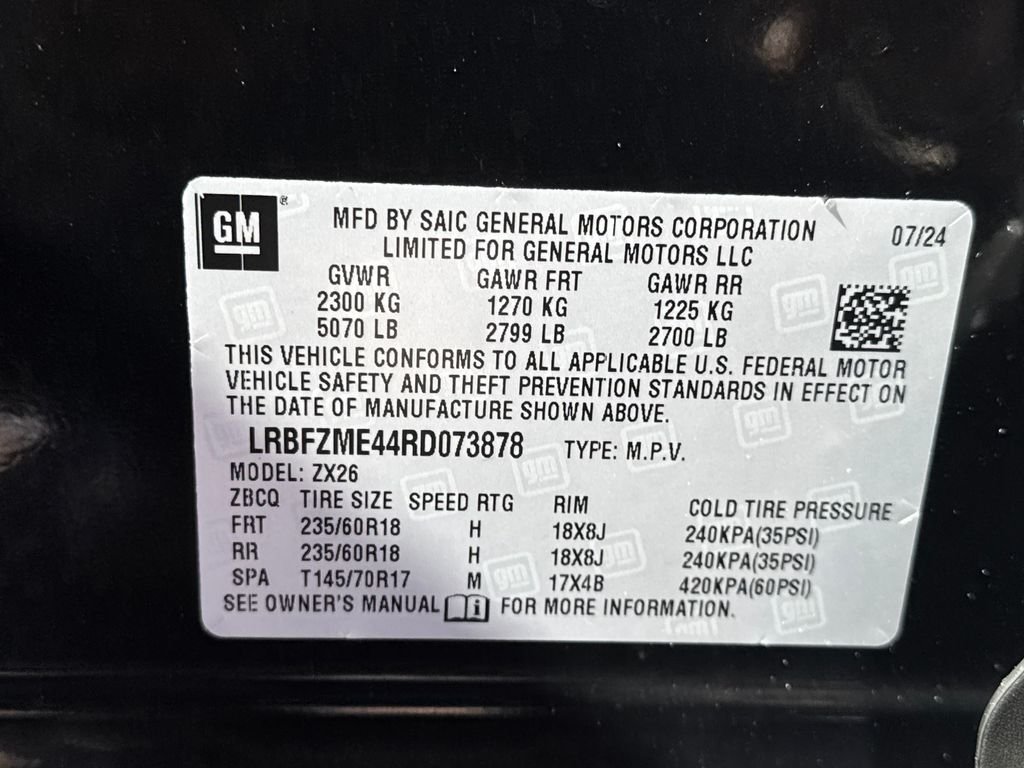 GM ®
MFD BY SAIC GENERAL MOTORS CORPORATION
LIMITED FOR GENERAL MOTORS LLC
07/24
GVWR GAWR FRT GAWR RR
2300 KG 1270 KG 1225 KG
5070 LB 2799 LB 2700 LB
THIS VEHICLE CONFORMS TO ALL APPLICABLE U.S. FEDERAL MOTOR
VEHICLE SAFETY AND THEFT PREVENTION STANDARDS IN EFFECT ON
THE DATE OF MANUFACTURE SHOWN ABOVE.
LRBFZME44RD073878 TYPE: M.P.V.
MODEL: ZX26
ZBCQ TIRE SIZE SPEED RTG RIM COLD TIRE PRESSURE
FRT 235/60R18 H 18X8J 240KPA(35PSI)
RR 235/60R18 H 18X8J 240KPA(35PSI)
SPA T145/70R17 M 17X4B 420KPA(60PSI)
SEE OWNER'S MANUAL i FOR MORE INFORMATION.